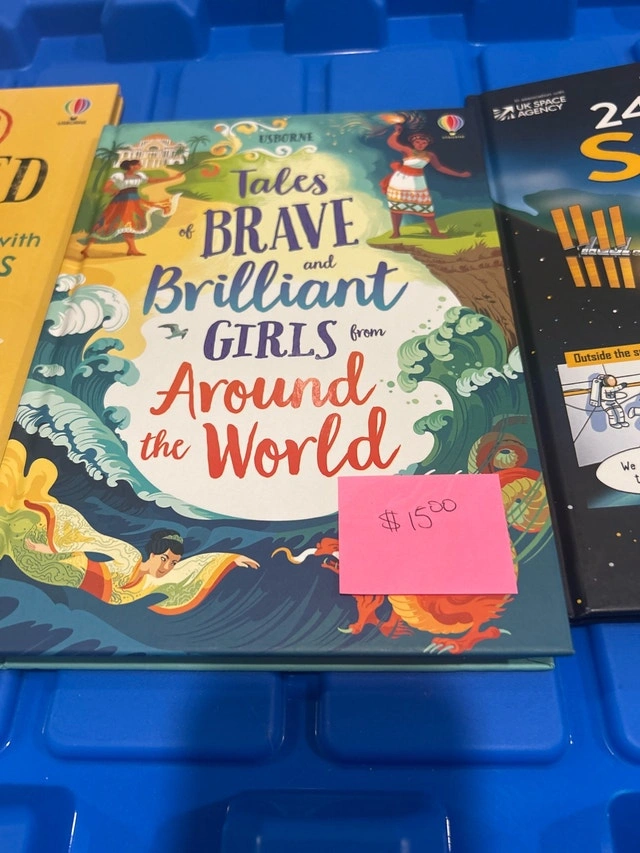 ED
with
S
USBORNE
USBORNE
Tales
of BRAVE
and
Brilliant
GIRLS from
Around
the World
$ 15.00
UK SPACE
AGENCY
24
S
Outside the s
We
t